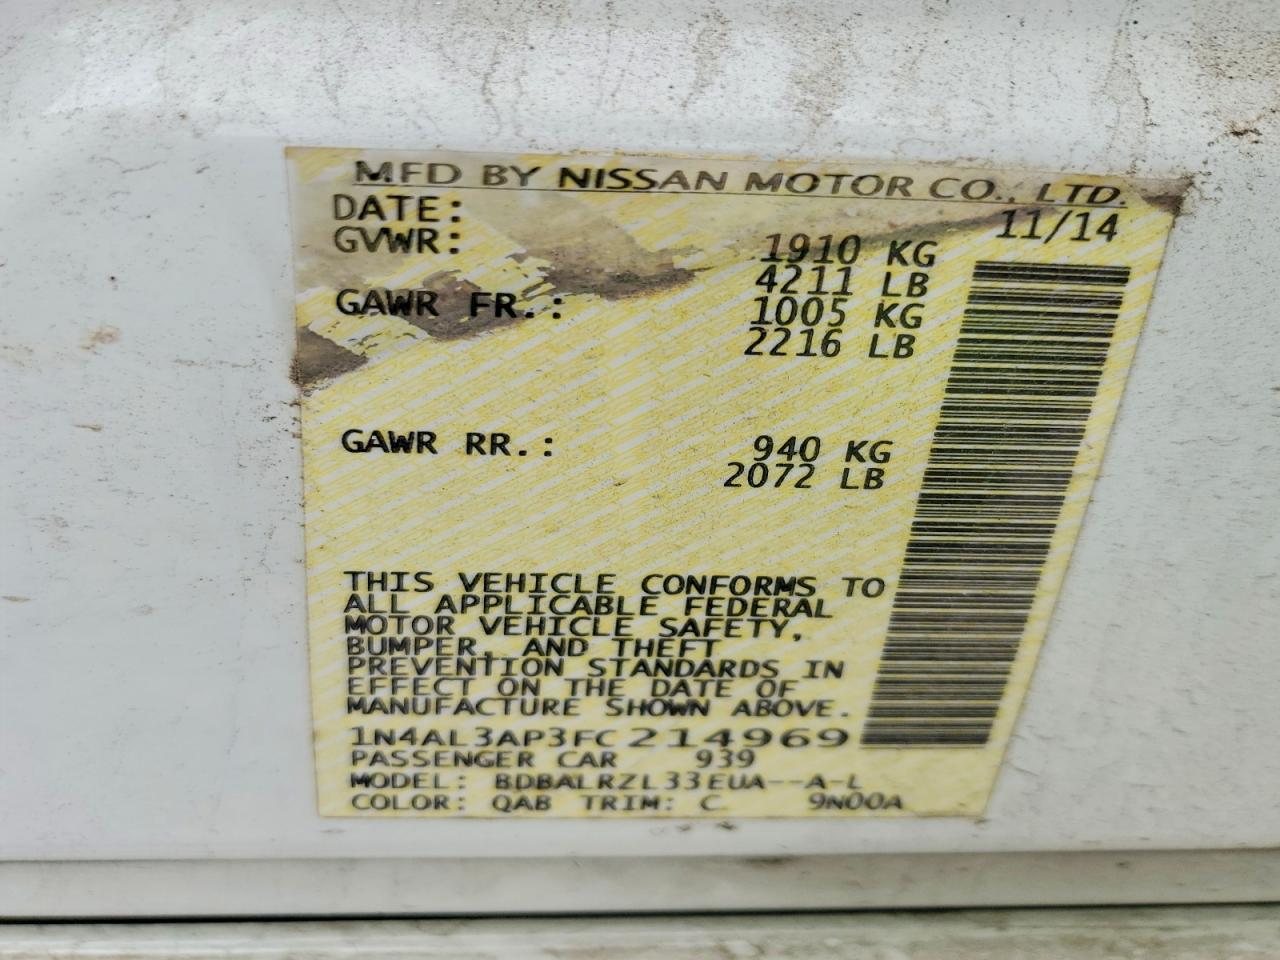 MFD BY NISSAN MOTOR CO., LTD.
DATE: 11/14
GVWR: 1910 KG
4211 LB
GAWR FR.: 1005 KG
2216 LB
GAWR RR.: 940 KG
2072 LB
THIS VEHICLE CONFORMS TO
ALL APPLICABLE FEDERAL
MOTOR VEHICLE SAFETY,
BUMPER, AND THEFT
PREVENTION STANDARDS IN
EFFECT ON THE DATE OF
MANUFACTURE SHOWN ABOVE.
1N4AL3AP3FC214969
PASSENGER CAR 939
MODEL: BDBALRZL33EUA--A-L
COLOR: QAB TRIM: C 9N00A